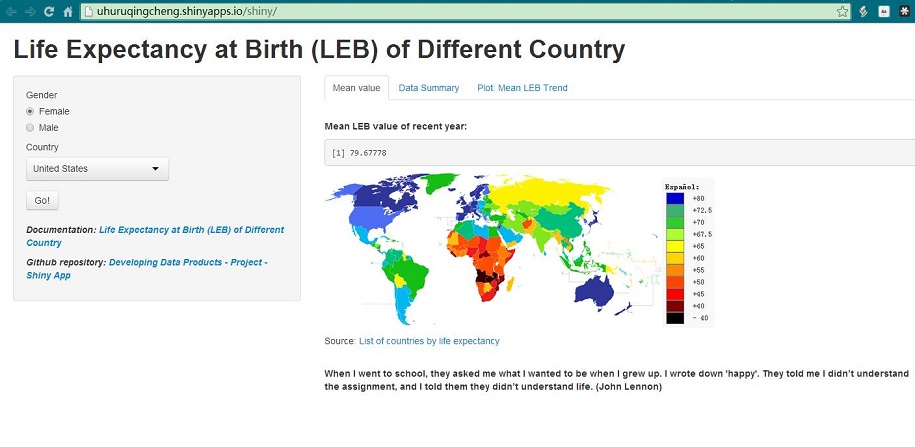 uhuruqingcheng.shinyapps.io/shiny/
Life Expectancy at Birth (LEB) of Different Country
Gender
Female
Male
Country
United States
Go!
Documentation: Life Expectancy at Birth (LEB) of Different
Country
Github repository: Developing Data Products - Project -
Shiny App
Mean value
Data Summary
Plot: Mean LEB Trend
Mean LEB value of recent year:
[1] 79.67778
Español:
+80
+72.5
+70
+67.5
+65
+60
+55
+50
+45
+40
- 40
Source: List of countries by life expectancy
When I went to school, they asked me what I wanted to be when I grew up. I wrote down 'happy'. They told me I didn't understand
the assignment, and I told them they didn't understand life. (John Lennon)